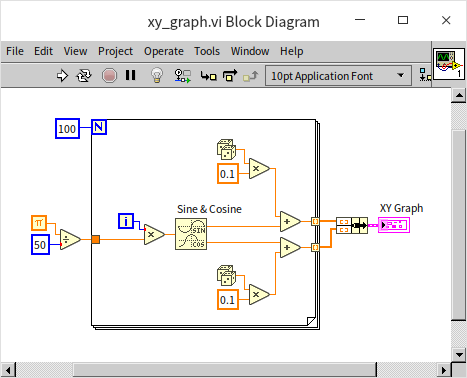 xy_graph.vi Block Diagram
File Edit View Project Operate Tools Window Help
10pt Application Font
1
100 N
0.1 ×
Sine & Cosine
XY Graph
i × SIN COS + +
π
50 ÷
0.1 ×